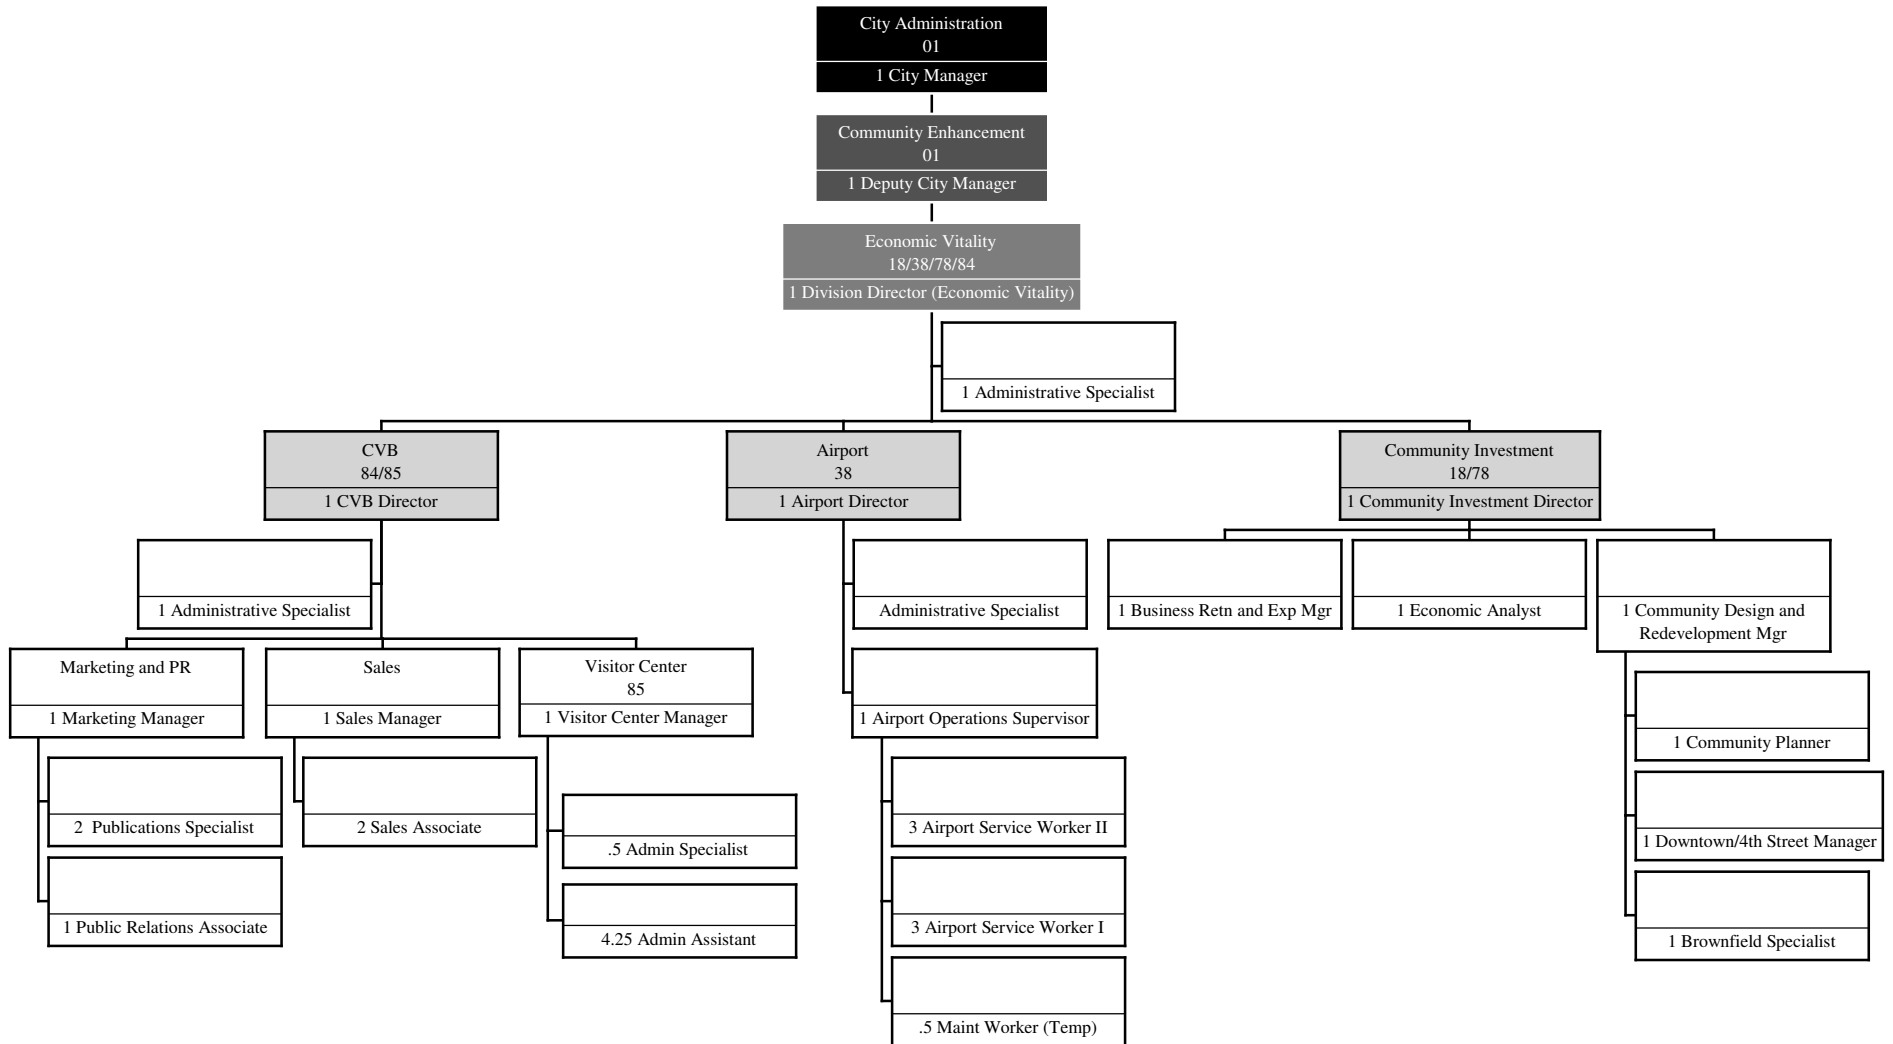 City Administration
01
1 City Manager
Community Enhancement
01
1 Deputy City Manager
Economic Vitality
18/38/78/84
1 Division Director (Economic Vitality)
1 Administrative Specialist
CVB
84/85
1 CVB Director
Airport
38
1 Airport Director
Community Investment
18/78
1 Community Investment Director
1 Administrative Specialist
Administrative Specialist
1 Business Retn and Exp Mgr
1 Economic Analyst
1 Community Design and
Redevelopment Mgr
Marketing and PR
1 Marketing Manager
Sales
1 Sales Manager
Visitor Center
85
1 Visitor Center Manager
1 Airport Operations Supervisor
2  Publications Specialist
1 Public Relations Associate
2 Sales Associate
.5 Admin Specialist
4.25 Admin Assistant
3 Airport Service Worker II
3 Airport Service Worker I
.5 Maint Worker (Temp)
1 Community Planner
1 Downtown/4th Street Manager
1 Brownfield Specialist